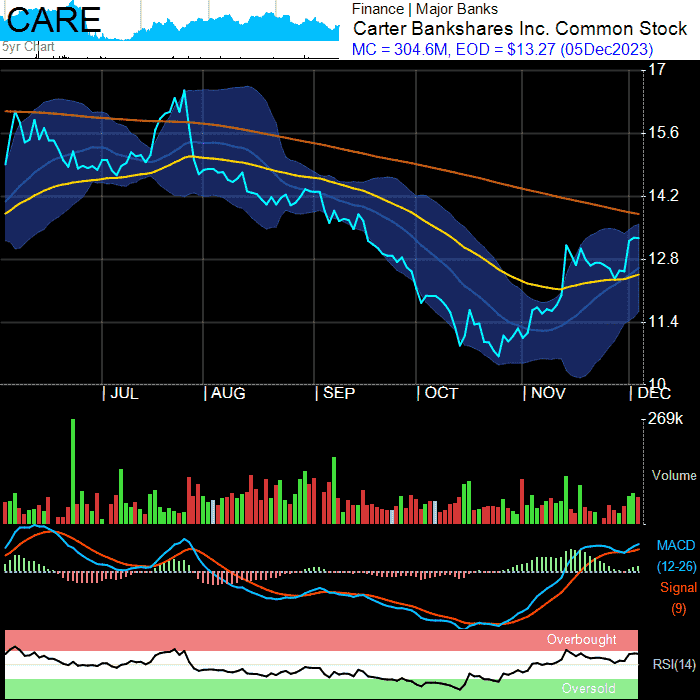 CARE
5yr Chart
Finance | Major Banks
Carter Bankshares Inc. Common Stock
MC = 304.6M, EOD = $13.27 (05Dec2023)
17
15.6
14.2
12.8
11.4
10
JUL AUG SEP OCT NOV DEC
269k
Volume
MACD
(12-26)
Signal
(9)
Overbought
RSI(14)
Oversold